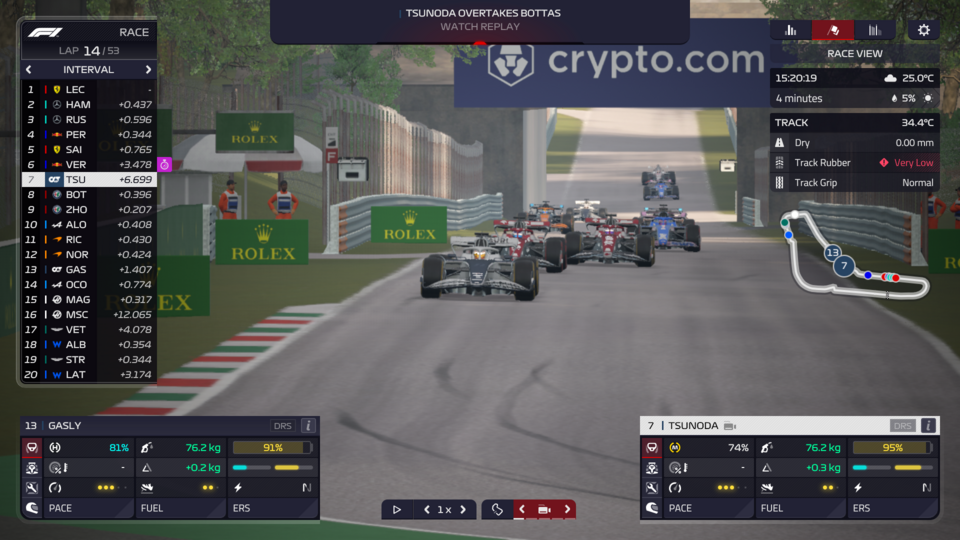 TSUNODA OVERTAKES BOTTAS
WATCH REPLAY
F1 RACE
LAP 14 / 53
INTERVAL
1 LEC -
2 HAM +0.437
3 RUS +0.596
4 PER +0.344
5 SAI +0.765
6 VER +3.478
7 TSU +6.699
8 BOT +0.396
9 ZHO +0.207
10 ALO +0.408
11 RIC +0.430
12 NOR +0.424
13 GAS +1.407
14 OCO +0.774
15 MAG +0.317
16 MSC +12.065
17 VET +4.078
18 ALB +0.354
19 STR +0.344
20 LAT +3.174
crypto.com
ROLEX
ROLEX
ROLEX
ROLEX
F
RACE VIEW
15:20:19 25.0°C
4 minutes 5%
TRACK 34.4°C
Dry 0.00 mm
Track Rubber Very Low
Track Grip Normal
13
7
13 GASLY DRS i
H 81% 76.2 kg 91%
- +0.2 kg
N
PACE FUEL ERS
1x
7 TSUNODA DRS i
M 74% 76.2 kg 95%
- +0.3 kg
N
PACE FUEL ERS